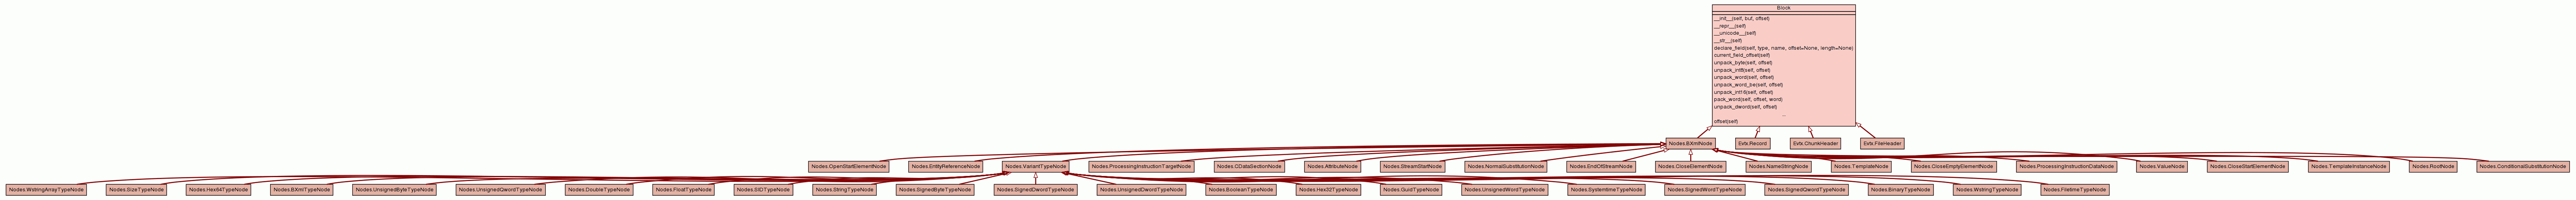 Block
__init__(self, buf, offset)
__repr__(self)
__unicode__(self)
__str__(self)
declare_field(self, type, name, offset=None, length=None)
current_field_offset(self)
unpack_byte(self, offset)
unpack_int8(self, offset)
unpack_word(self, offset)
unpack_word_be(self, offset)
unpack_int16(self, offset)
pack_word(self, offset, word)
unpack_dword(self, offset)
..
offset(self)
Nodes.BXmlNode
Evtx.Record
Evtx.ChunkHeader
Evtx.FileHeader
Nodes.OpenStartElementNode
Nodes.EntityReferenceNode
Nodes.VariantTypeNode
Nodes.ProcessingInstructionTargetNode
Nodes.CDataSectionNode
Nodes.AttributeNode
Nodes.StreamStartNode
Nodes.NormalSubstitutionNode
Nodes.EndOfStreamNode
Nodes.CloseElementNode
Nodes.NameStringNode
Nodes.TemplateNode
Nodes.CloseEmptyElementNode
Nodes.ProcessingInstructionDataNode
Nodes.ValueNode
Nodes.CloseStartElementNode
Nodes.TemplateInstanceNode
Nodes.RootNode
Nodes.ConditionalSubstitutionNode
Nodes.WstringArrayTypeNode
Nodes.SizeTypeNode
Nodes.Hex64TypeNode
Nodes.BXmlTypeNode
Nodes.UnsignedByteTypeNode
Nodes.UnsignedQwordTypeNode
Nodes.DoubleTypeNode
Nodes.FloatTypeNode
Nodes.SIDTypeNode
Nodes.StringTypeNode
Nodes.SignedByteTypeNode
Nodes.SignedDwordTypeNode
Nodes.UnsignedDwordTypeNode
Nodes.BooleanTypeNode
Nodes.Hex32TypeNode
Nodes.GuidTypeNode
Nodes.UnsignedWordTypeNode
Nodes.SystemtimeTypeNode
Nodes.SignedWordTypeNode
Nodes.SignedQwordTypeNode
Nodes.BinaryTypeNode
Nodes.WstringTypeNode
Nodes.FiletimeTypeNode